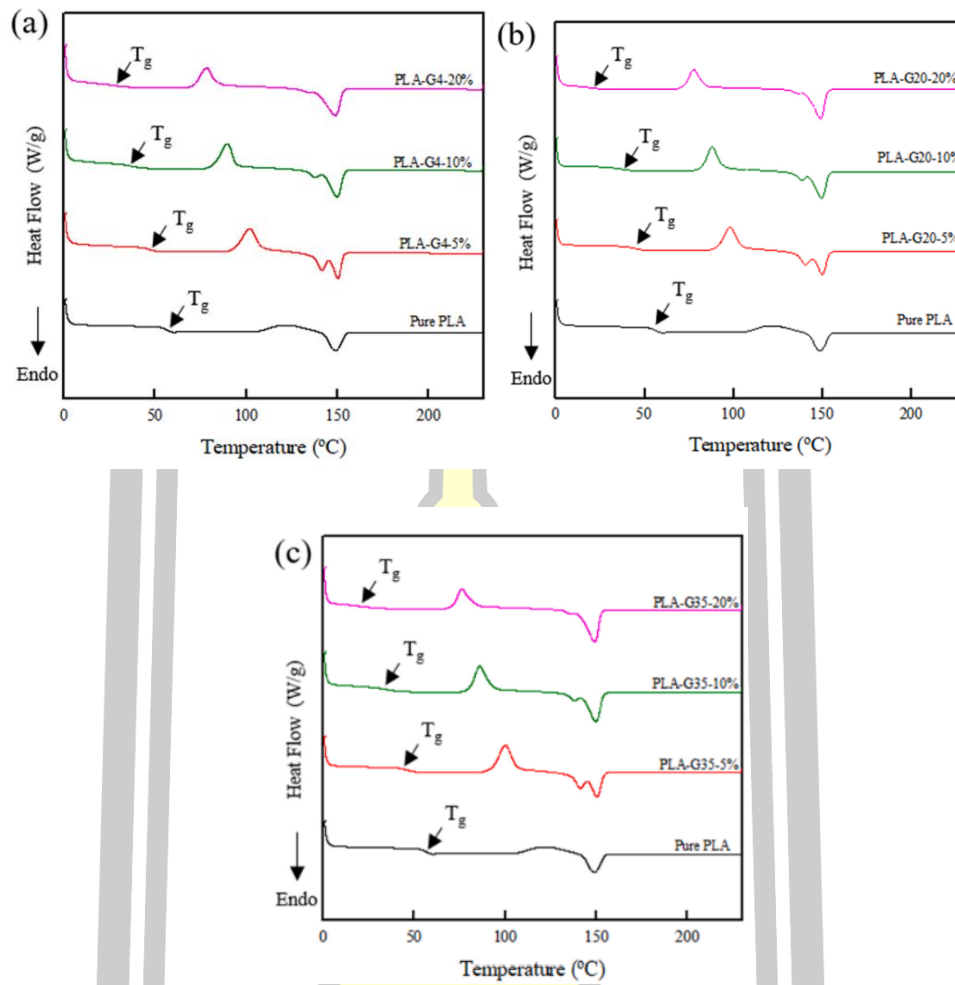 (a)
Tg
PLA-G4-20%
Tg
PLA-G4-10%
Tg
PLA-G4-5%
Tg
Pure PLA
Heat Flow (W/g)
Endo
0 50 100 150 200
Temperature (ºC)
(b)
Tg
PLA-G20-20%
Tg
PLA-G20-10%
Tg
PLA-G20-5%
Tg
Pure PLA
Heat Flow (W/g)
Endo
0 50 100 150 200
Temperature (ºC)
(c)
Tg
PLA-G35-20%
Tg
PLA-G35-10%
Tg
PLA-G35-5%
Tg
Pure PLA
Heat Flow (W/g)
Endo
0 50 100 150 200
Temperature (ºC)